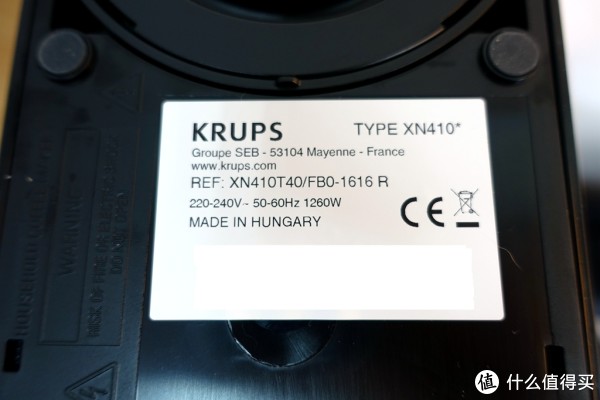 KRUPS TYPE XN410*
Groupe SEB - 53104 Mayenne - France
www.krups.com
REF: XN410T40/FB0-1616 R
220-240V~ 50-60Hz 1260W
MADE IN HUNGARY
CE
WARNING
值 什么值得买